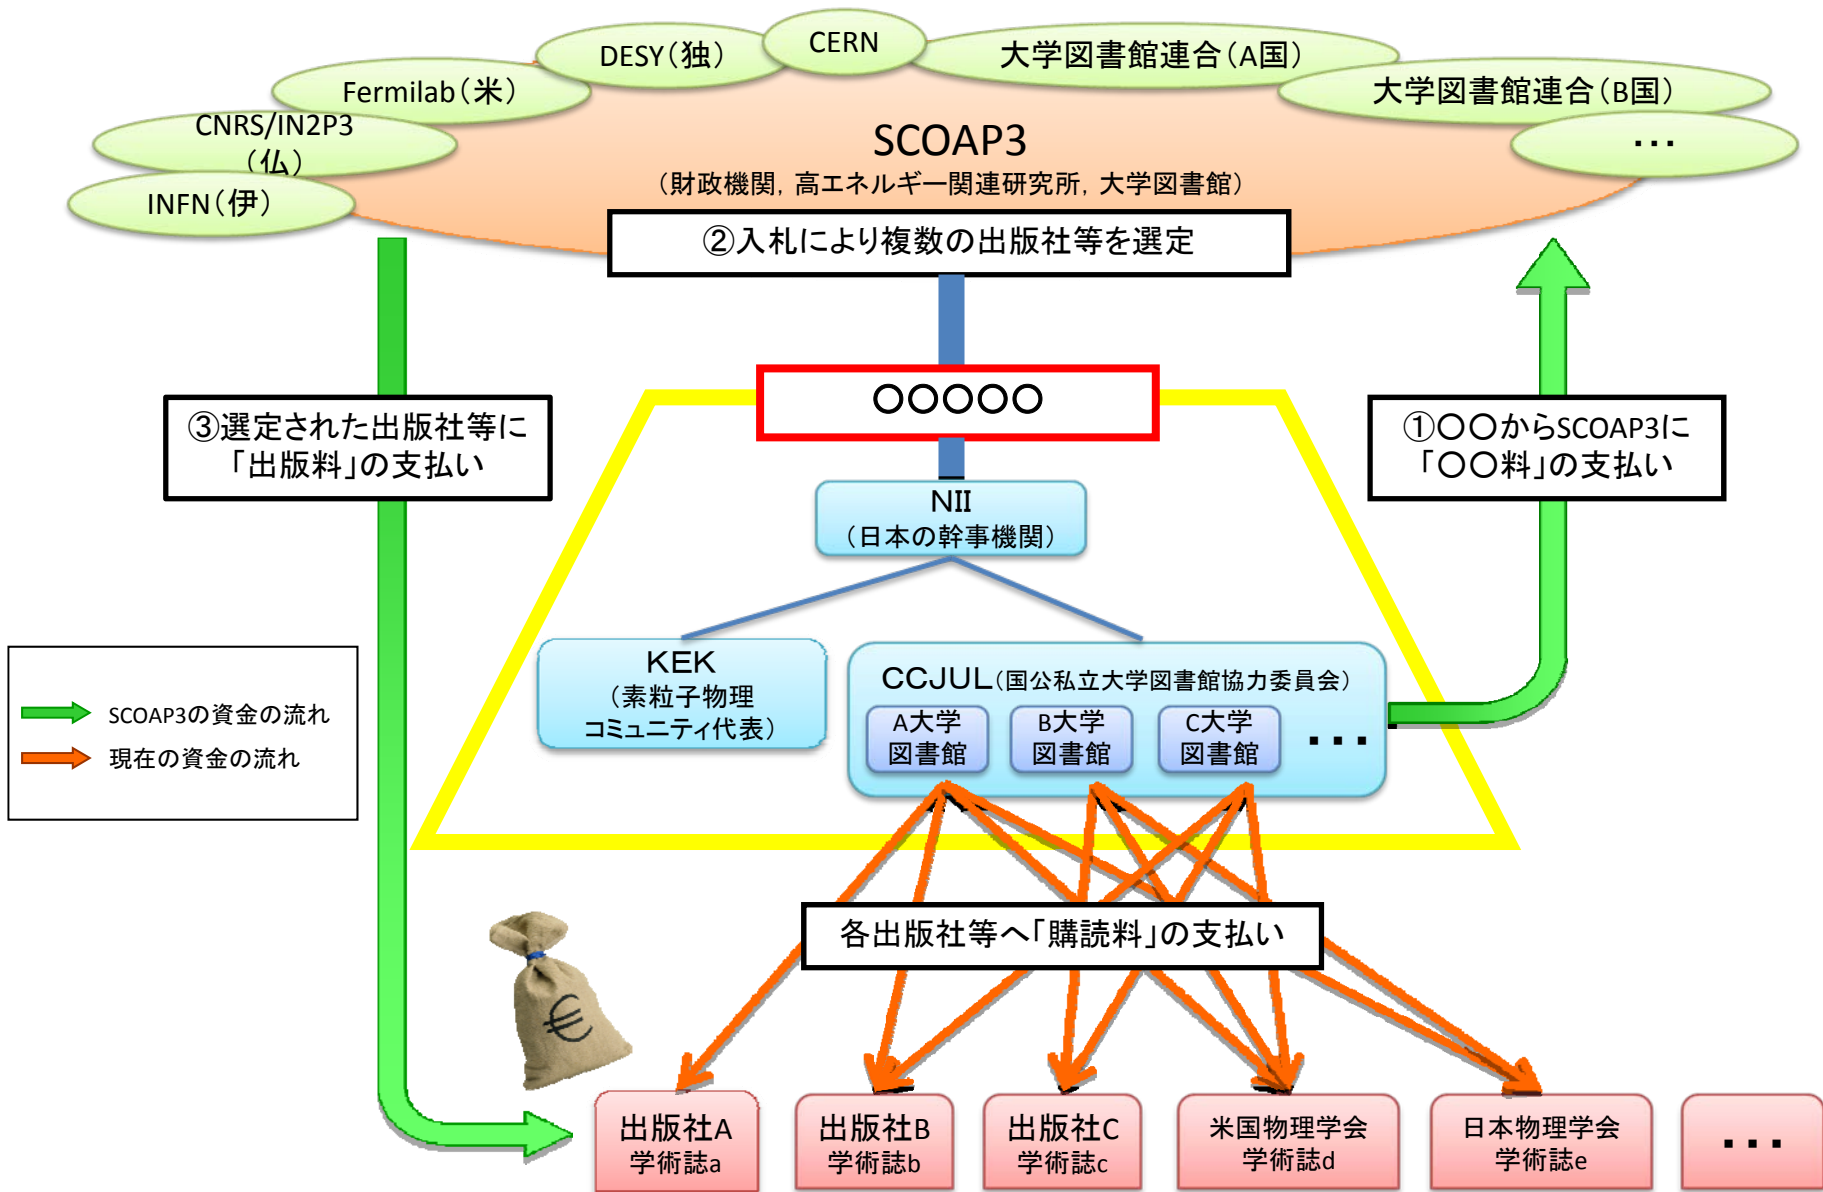 CERN
DESY（独）
大学図書館連合（A国）
Fermilab（米）
大学図書館連合（B国）
CNRS/IN2P3
（仏）
･･･
INFN（伊）
SCOAP3
（財政機関，高エネルギー関連研究所，大学図書館）
②入札により複数の出版社等を選定
○○○○○
③選定された出版社等に
「出版料」の支払い
①○○からSCOAP3に
「○○料」の支払い
NII
（日本の幹事機関）
KEK
（素粒子物理
コミュニティ代表）
CCJUL（国公私立大学図書館協力委員会）
A大学
図書館
B大学
図書館
C大学
図書館
･･･
SCOAP3の資金の流れ
現在の資金の流れ
各出版社等へ「購読料」の支払い
€
出版社A
学術誌a
出版社B
学術誌b
出版社C
学術誌c
米国物理学会
学術誌d
日本物理学会
学術誌e
･･･